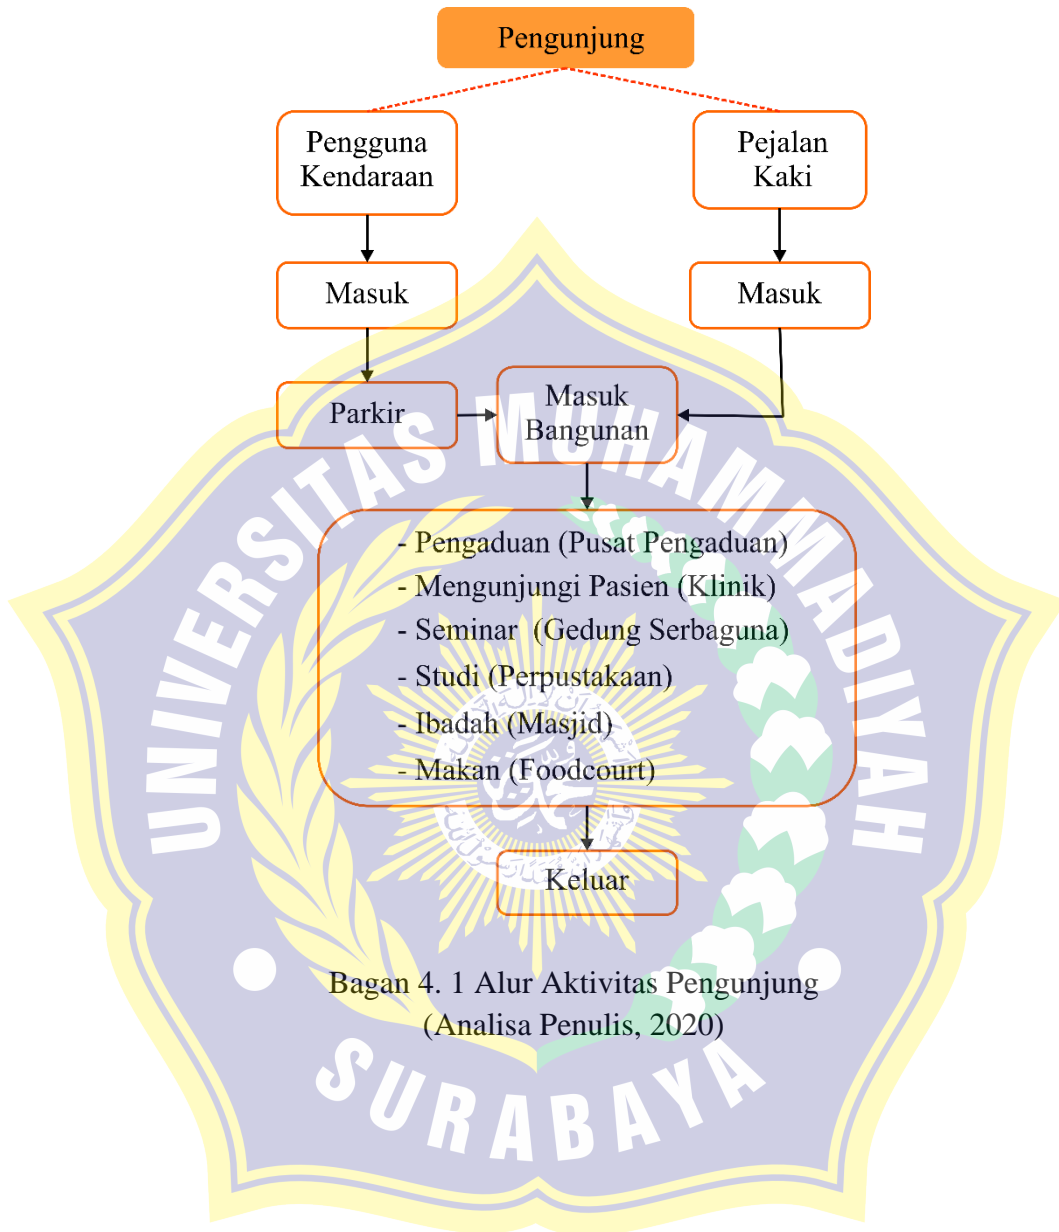 Pengunjung
Pengguna
Kendaraan
Pejalan
Kaki
Masuk
Masuk
Parkir
Masuk
Bangunan
- Pengaduan (Pusat Pengaduan)
- Mengunjungi Pasien (Klinik)
- Seminar  (Gedung Serbaguna)
- Studi (Perpustakaan)
- Ibadah (Masjid)
- Makan (Foodcourt)
Keluar
Bagan 4. 1 Alur Aktivitas Pengunjung
(Analisa Penulis, 2020)
UNIVERSITAS MUHAMMADIYAH
SURABAYA